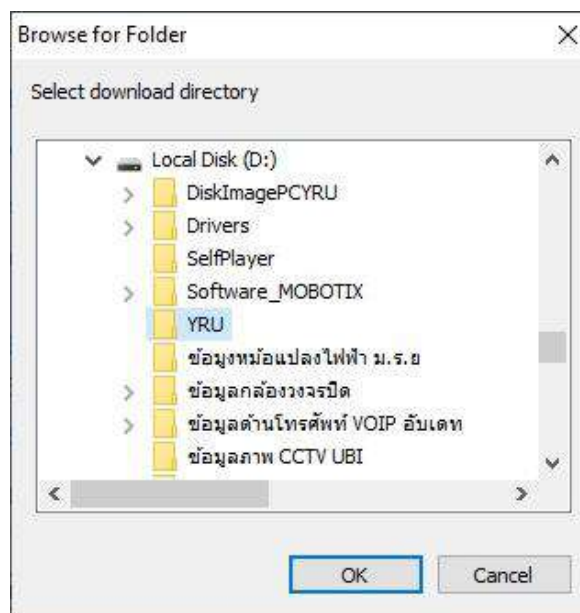 Browse for Folder
Select download directory
Local Disk (D:)
DiskImagePCYRU
Drivers
SelfPlayer
Software_MOBOTIX
YRU
ข้อมูงหม้อแปลงไฟฟ้า ม.ร.ย
ข้อมูลกล้องวงจรปิด
ข้อมูลด้านโทรศัพท์ VOIP อับเดท
ข้อมูลภาพ CCTV UBI
OK Cancel